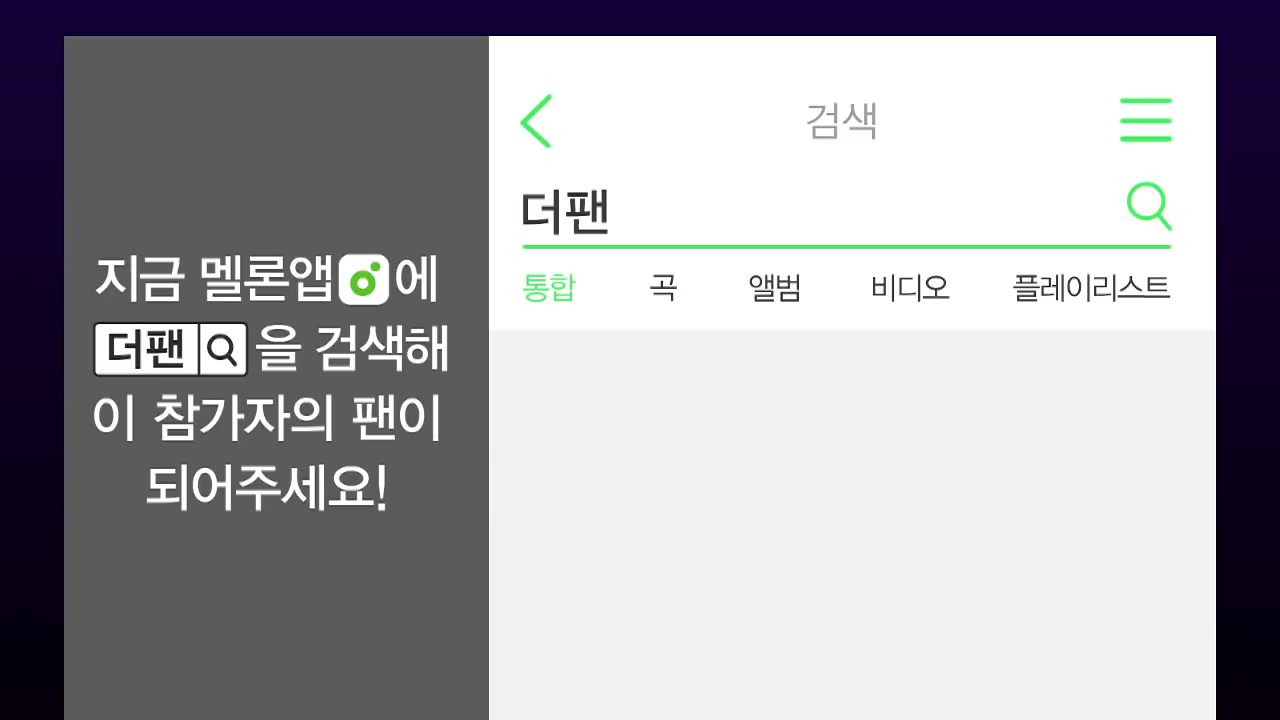 지금 멜론앱에
더팬 을 검색해
이 참가자의 팬이
되어주세요!
검색
더팬
통합 곡 앨범 비디오 플레이리스트